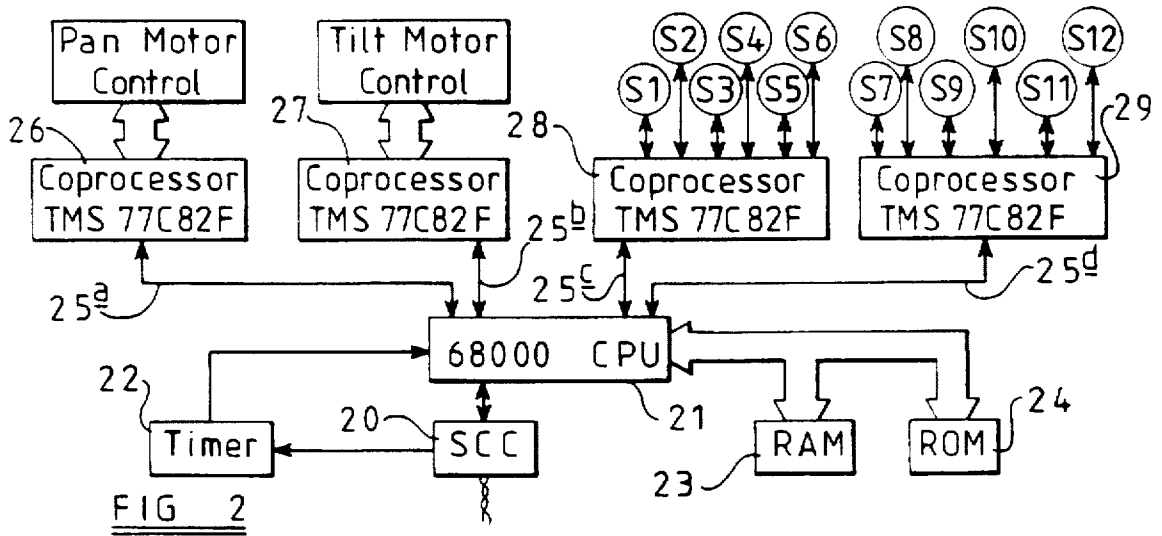 Pan Motor Control
Tilt Motor Control
S1
S2
S3
S4
S5
S6
S7
S8
S9
S10
S11
S12
26
Coprocessor
TMS 77C82F
27
Coprocessor
TMS 77C82F
28
Coprocessor
TMS 77C82F
29
Coprocessor
TMS 77C82F
25a
25b
25c
25d
68000 CPU
21
22
Timer
20
SCC
RAM
23
ROM
24
FIG 2